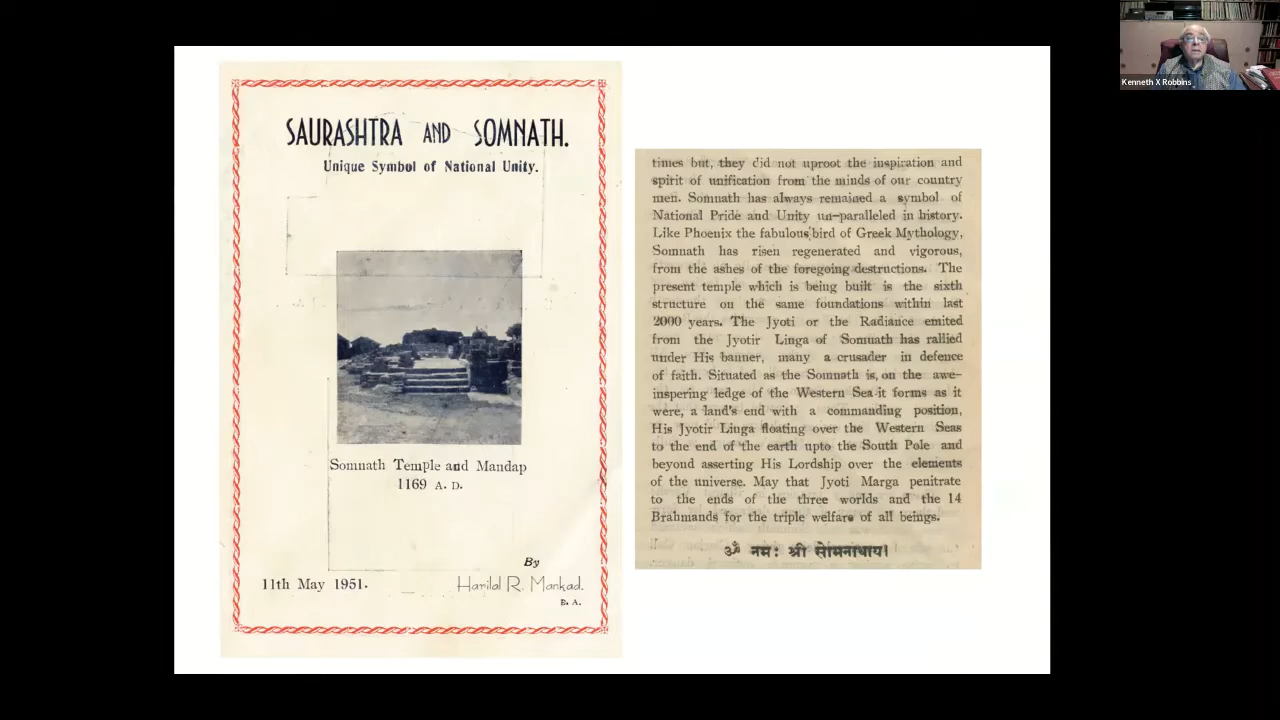 SAURASHTRA AND SOMNATH.
Unique Symbol of National Unity.
Somnath Temple and Mandap
1169 A. D.
By
11th May 1951.
Harilal R. Mankad.
B. A.
times but, they did not uproot the inspiration and
spirit of unification from the minds of our country
men. Somnath has always remained a symbol of
National Pride and Unity un-paralleled in history.
Like Phoenix the fabulous bird of Greek Mythology,
Somnath has risen regenerated and vigorous,
from the ashes of the foregoing destructions. The
present temple which is being built is the sixth
structure on the same foundations within last
2000 years. The Jyoti or the Radiance emited
from the Jyotir Linga of Somnath has rallied
under His banner, many a crusader in defence
of faith. Situated as the Somnath is, on the awe-
inspering ledge of the Western Sea it forms as it
were, a land's end with a commanding position,
His Jyotir Linga floating over the Western Seas
to the end of the earth upto the South Pole and
beyond asserting His Lordship over the elements
of the universe. May that Jyoti Marga penitrate
to the ends of the three worlds and the 14
Brahmands for the triple welfare of all beings.
ॐ नमः श्री सोमनाथाय।
Kenneth X Robbins